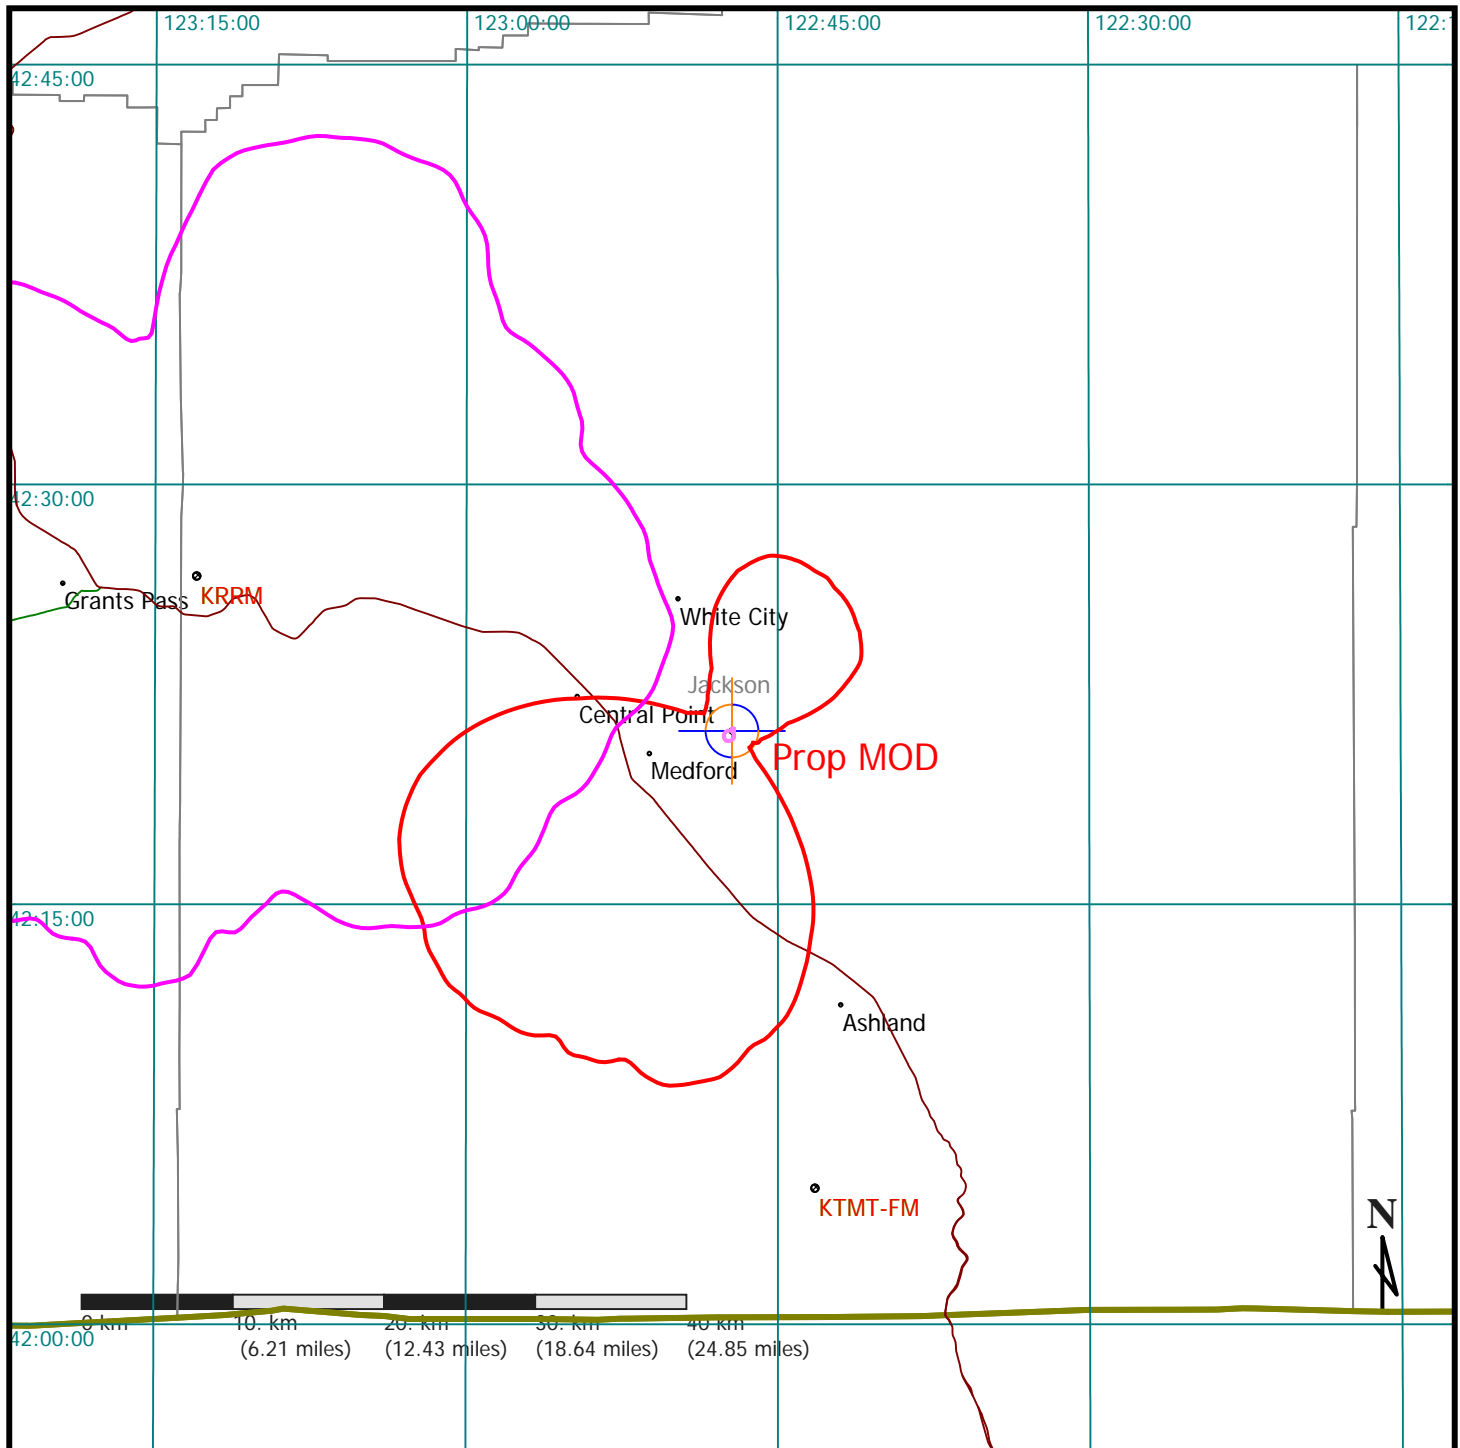 123:15:00
123:00:00
122:45:00
122:30:00
122:1
42:45:00
42:30:00
Grants Pass
KRRM
White City
Jackson
Central Point
Prop MOD
Medford
42:15:00
Ashland
KTMT-FM
N
0 km
10. km
20. km
30. km
40 km
42:00:00
(6.21 miles)
(12.43 miles)
(18.64 miles)
(24.85 miles)